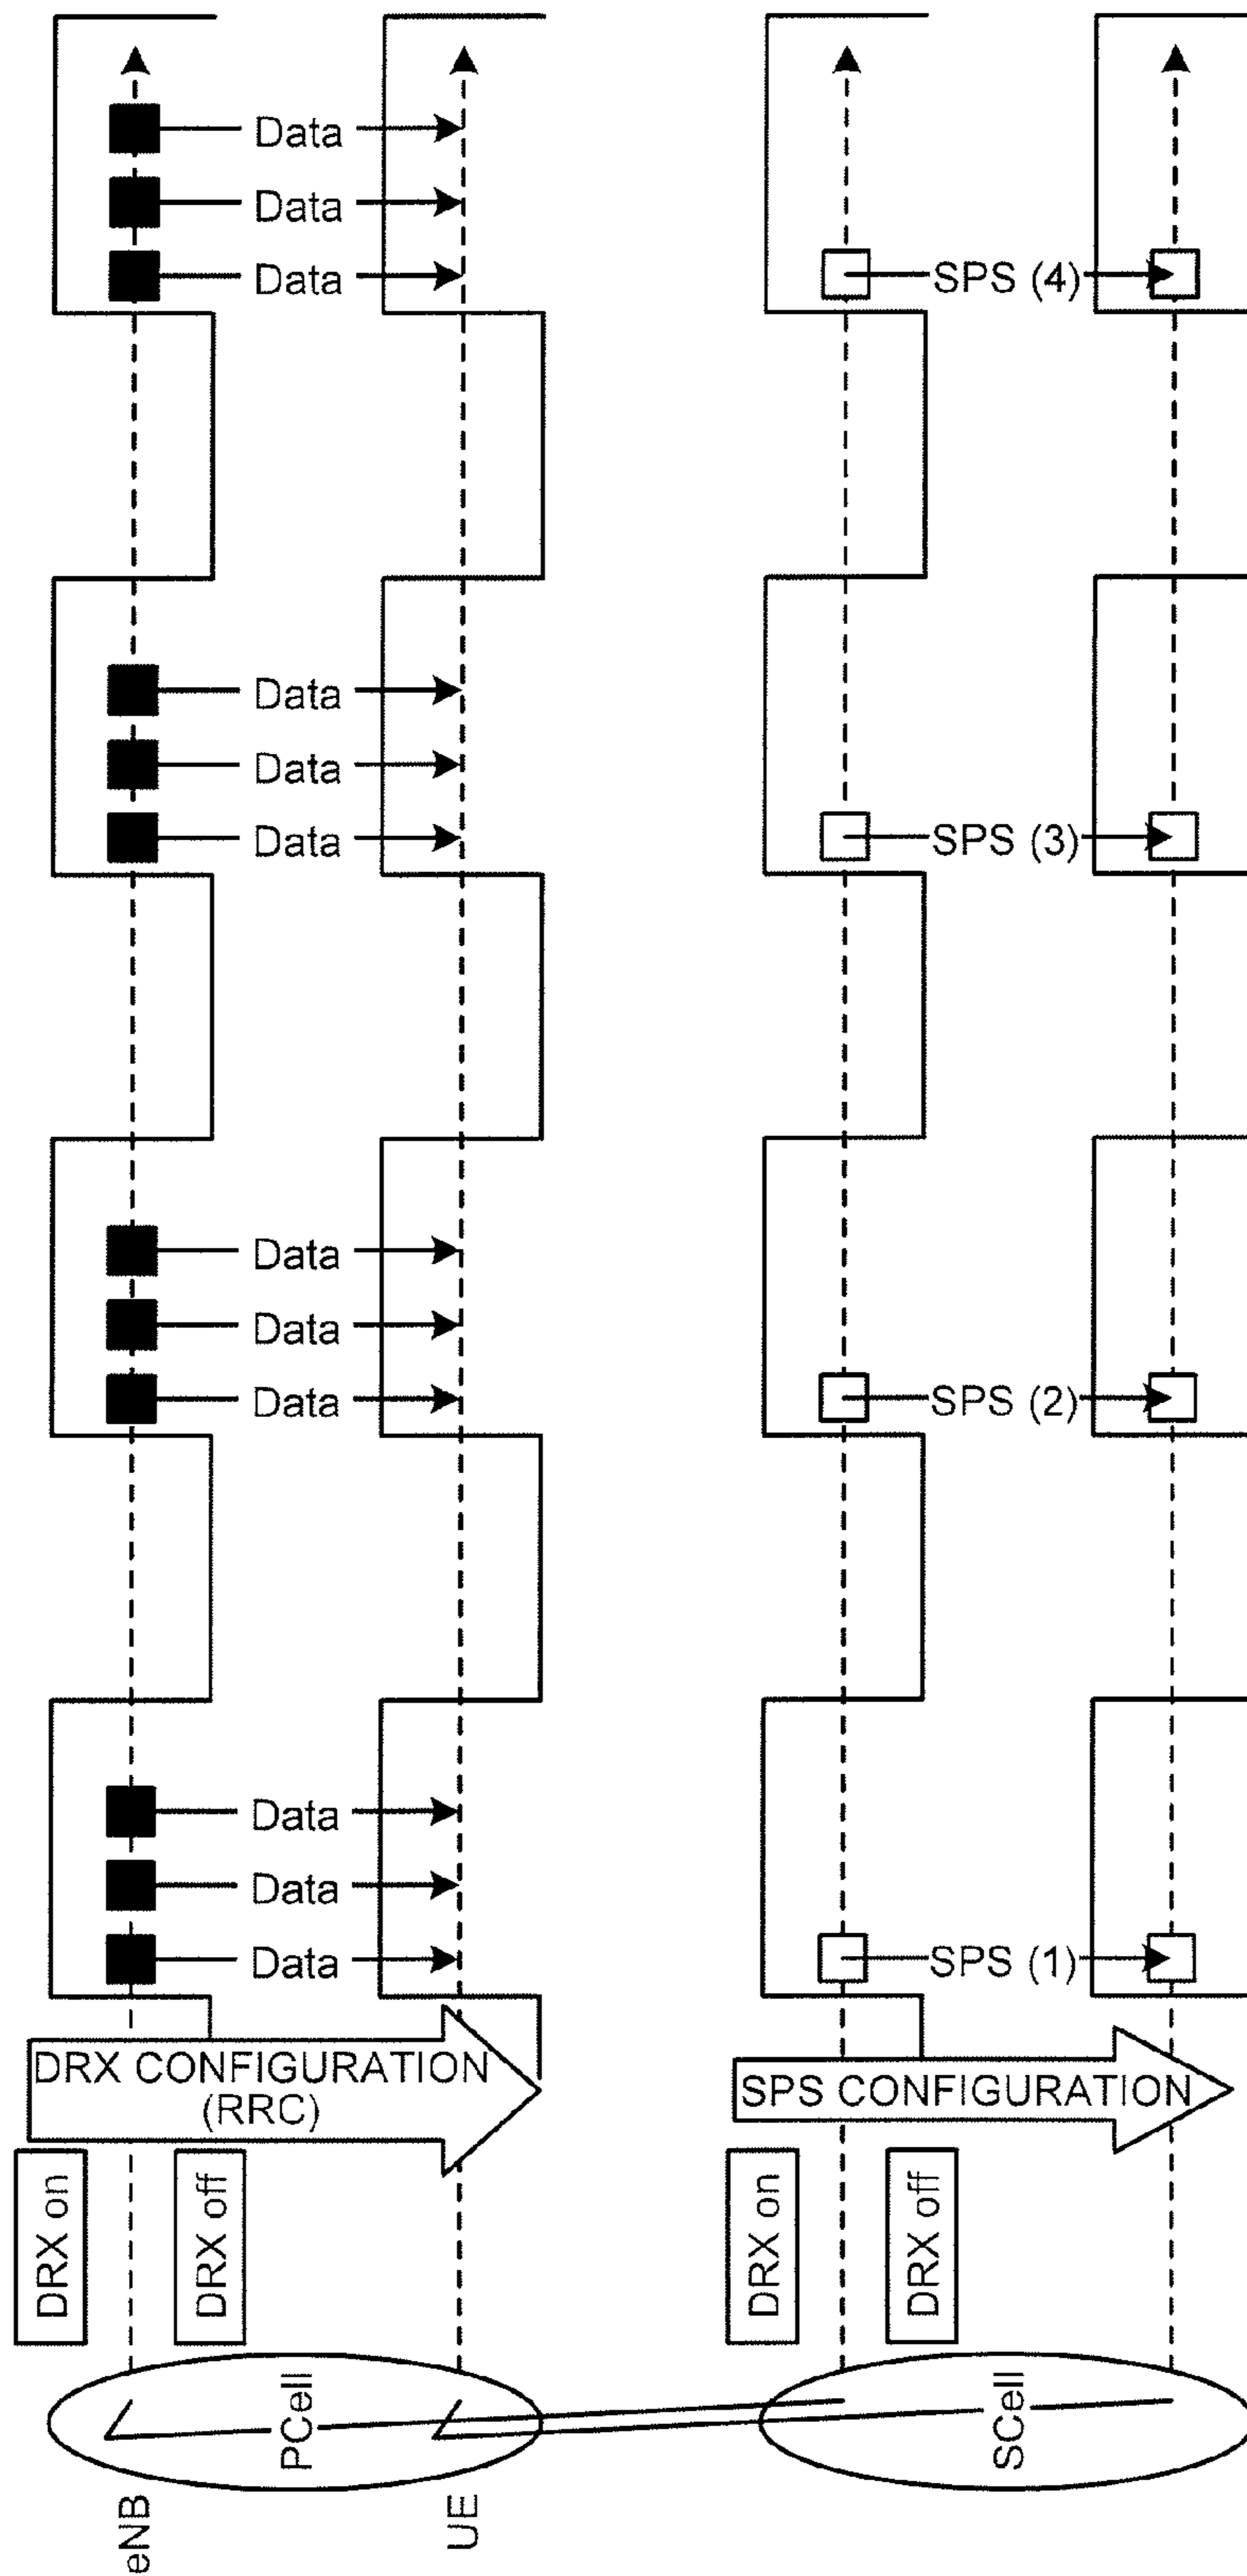 Data
Data
Data
SPS (4)
Data
Data
Data
SPS (3)
Data
Data
Data
SPS (2)
Data
Data
Data
SPS (1)
DRX CONFIGURATION
(RRC)
SPS CONFIGURATION
DRX on
DRX off
DRX on
DRX off
PCell
SCell
eNB
UE